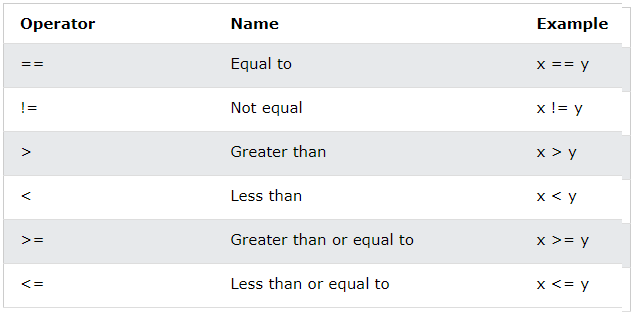 Operator Name Example
== Equal to x == y
!= Not equal x != y
> Greater than x > y
< Less than x < y
>= Greater than or equal to x >= y
<= Less than or equal to x <= y